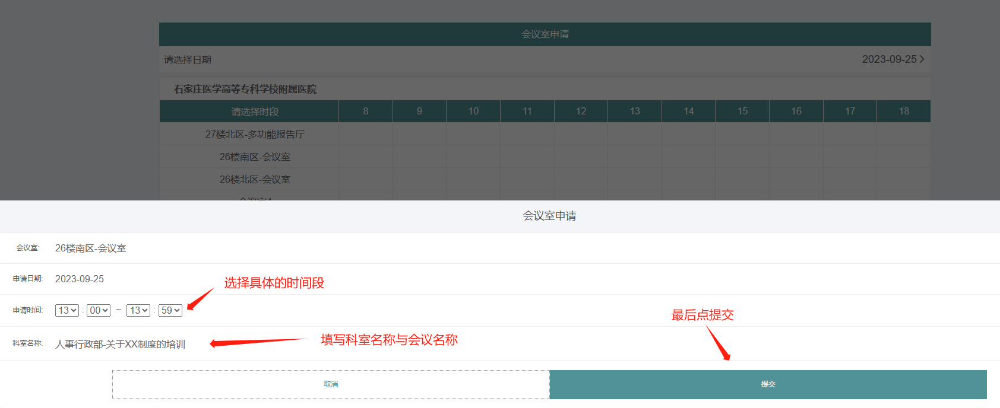 会议室申请
请选择日期 2023-09-25
石家庄医学高等专科学校附属医院
请选择时段 8 9 10 11 12 13 14 15 16 17 18
27楼北区-多功能报告厅
26楼南区-会议室
26楼北区-会议室
会议室申请
会议室: 26楼南区-会议室
申请日期: 2023-09-25
选择具体的时间段
申请时间: 13 : 00 ~ 13 : 59
最后点提交
科室名称: 人事行政部-关于XX制度的培训
填写科室名称与会议名称
取消 提交